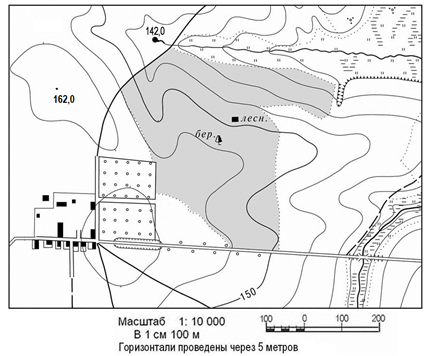 142,0
162,0
лесн.
бер.
150
Масштаб 1: 10 000
В 1 см 100 м
100 0 100 200
Горизонтали проведены через 5 метров